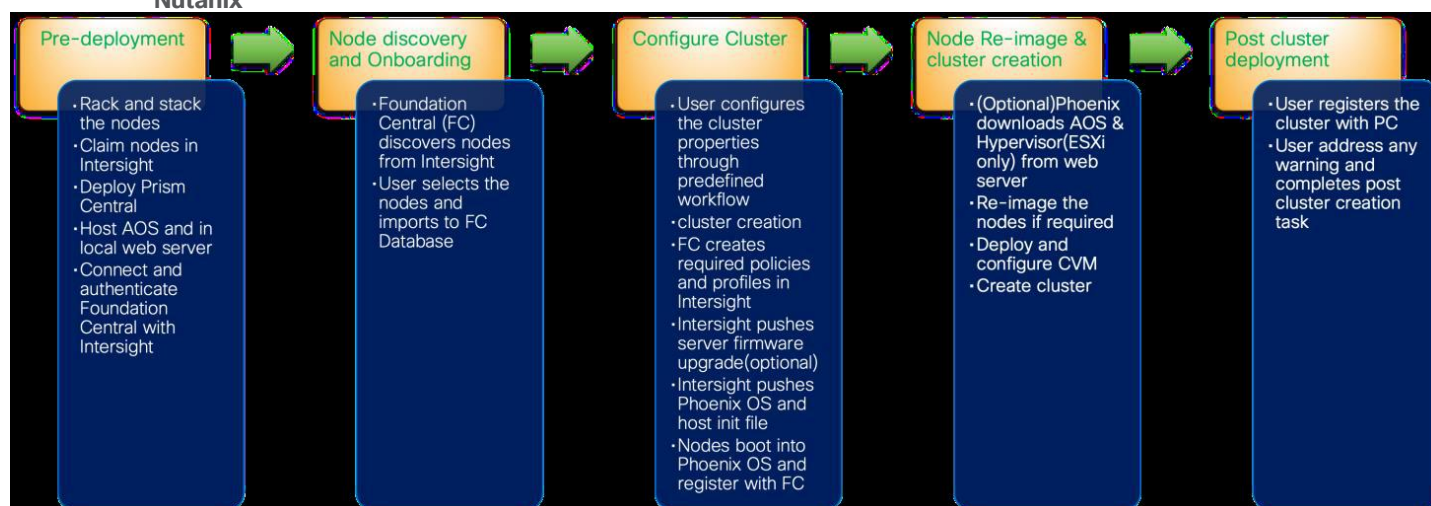 Nutanix
Pre-deployment
·Rack and stack
the nodes
·Claim nodes in
Intersight
·Deploy Prism
Central
·Host AOS and in
local web server
·Connect and
authenticate
Foundation
Central with
Intersight
Node discovery
and Onboarding
·Foundation
Central (FC)
discovers nodes
from Intersight
·User selects the
nodes and
imports to FC
Database
Configure Cluster
·User configures
the cluster
properties
through
predefined
workflow
·cluster creation
·FC creates
required policies
and profiles in
Intersight
·Intersight pushes
server firmware
upgrade(optional)
·Intersight pushes
Phoenix OS and
host init file
·Nodes boot into
Phoenix OS and
register with FC
Node Re-image &
cluster creation
·(Optional)Phoenix
downloads AOS &
Hypervisor(ESXi
only) from web
server
·Re-image the
nodes if required
·Deploy and
configure CVM
·Create cluster
Post cluster
deployment
·User registers the
cluster with PC
·User address any
warning and
completes post
cluster creation
task